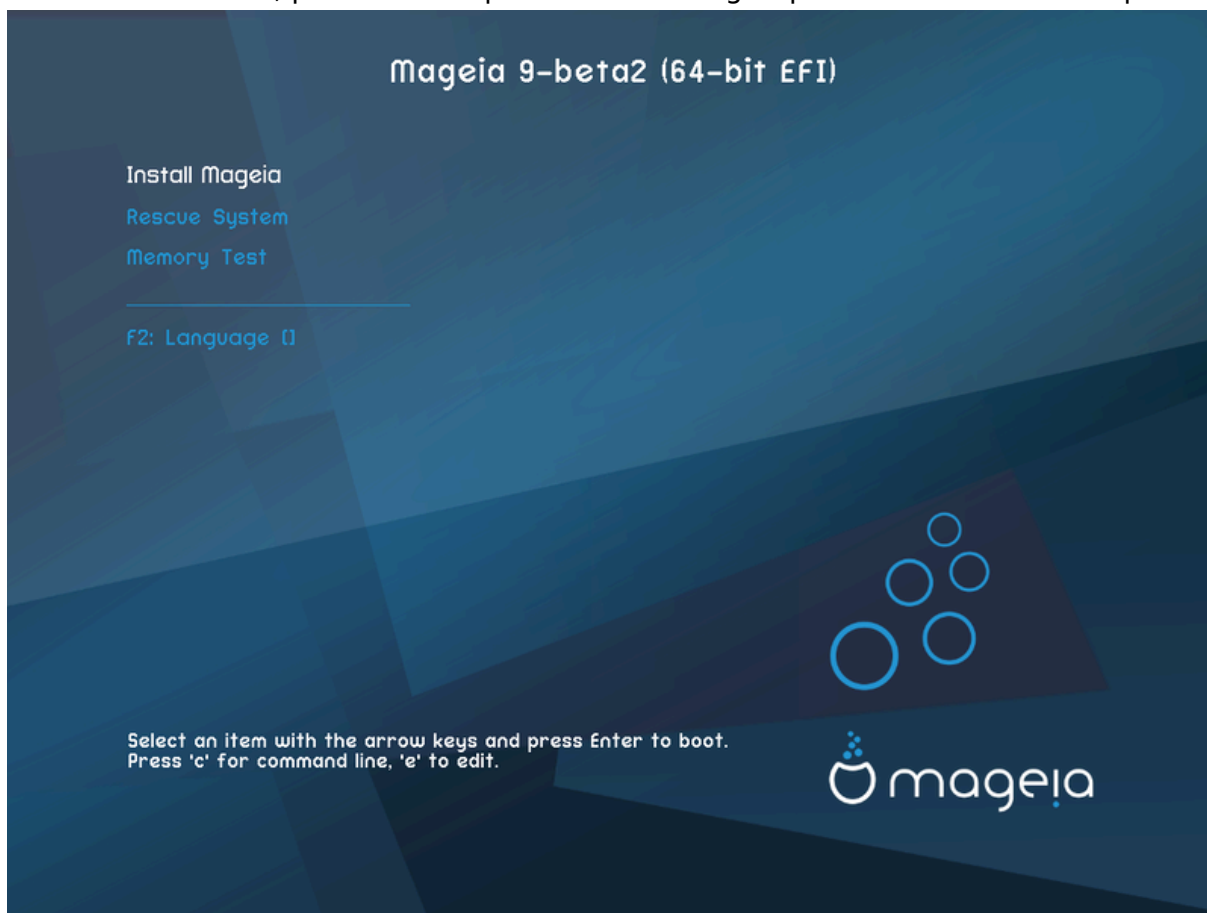 Mageia 9-beta2 (64-bit EFI)
Install Mageia
Rescue System
Memory Test
F2: Language []
Select an item with the arrow keys and press Enter to boot.
Press 'c' for command line, 'e' to edit.
mageia